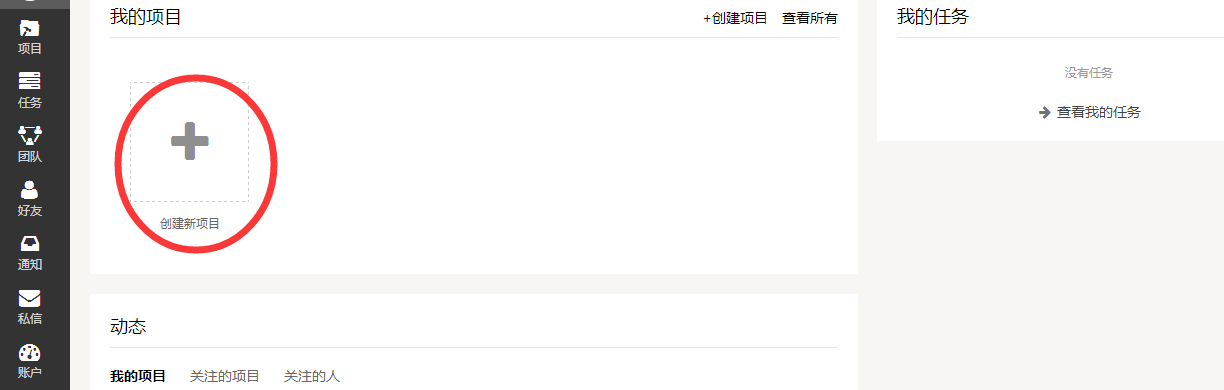 项目
任务
团队
好友
通知
私信
账户
我的项目
+创建项目 查看所有
创建新项目
动态
我的项目 关注的项目 关注的人
我的任务
没有任务
查看我的任务